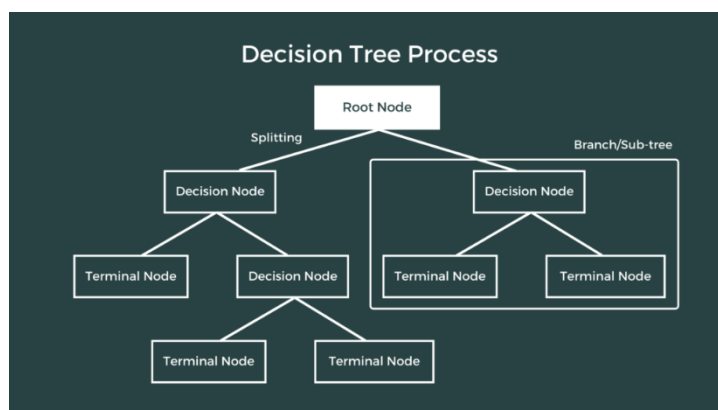 Decision Tree Process
Root Node
Splitting
Branch/Sub-tree
Decision Node
Decision Node
Terminal Node
Decision Node
Terminal Node
Terminal Node
Terminal Node
Terminal Node